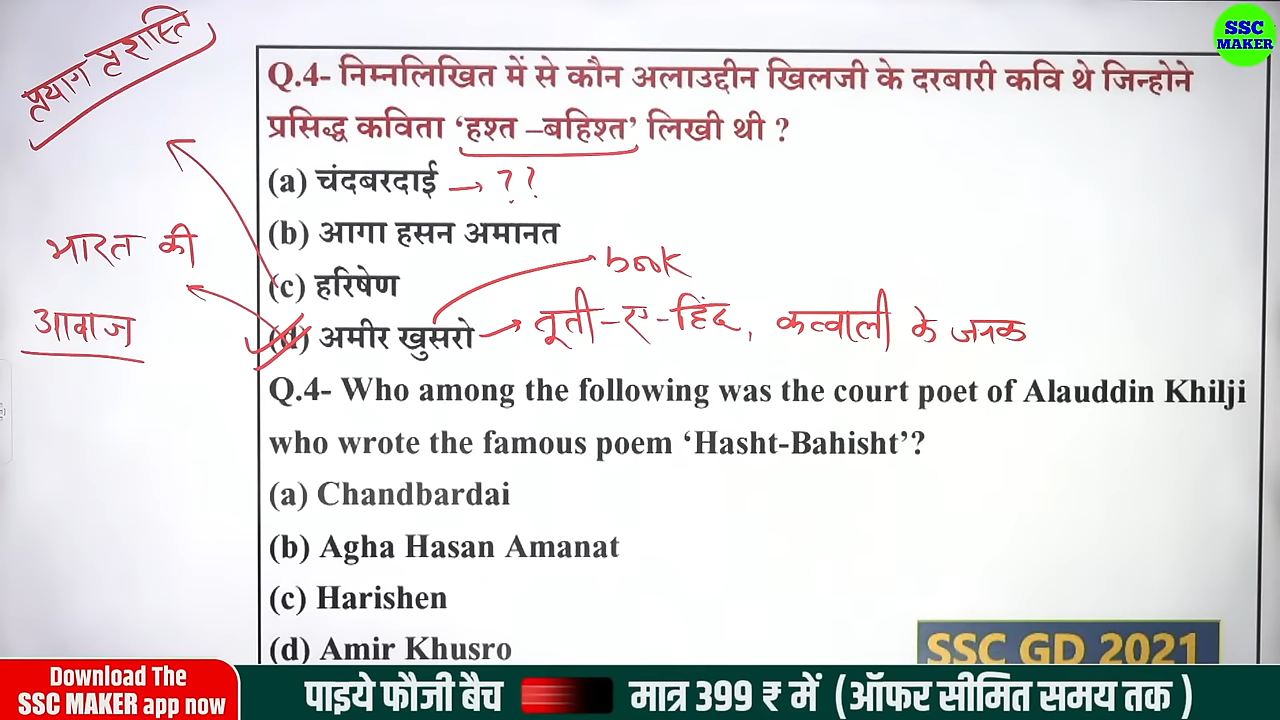 SSC
MAKER
प्रयाग प्रशस्ति
Q.4- निम्नलिखित में से कौन अलाउद्दीन खिलजी के दरबारी कवि थे जिन्होने
प्रसिद्ध कविता ‘हश्त –बहिश्त’ लिखी थी ?
(a) चंदबरदाई → ??
(b) आगा हसन अमानत
भारत की
book
(c) हरिषेण
आवाज
(d) अमीर खुसरो → तूती-ए-हिंद, कव्वाली के जनक
Q.4- Who among the following was the court poet of Alauddin Khilji
who wrote the famous poem ‘Hasht-Bahisht’?
(a) Chandbardai
(b) Agha Hasan Amanat
(c) Harishen
(d) Amir Khusro
SSC GD 2021
Download The
SSC MAKER app now
पाइये फौजी बैच मात्र 399 ₹ में (ऑफर सीमित समय तक )